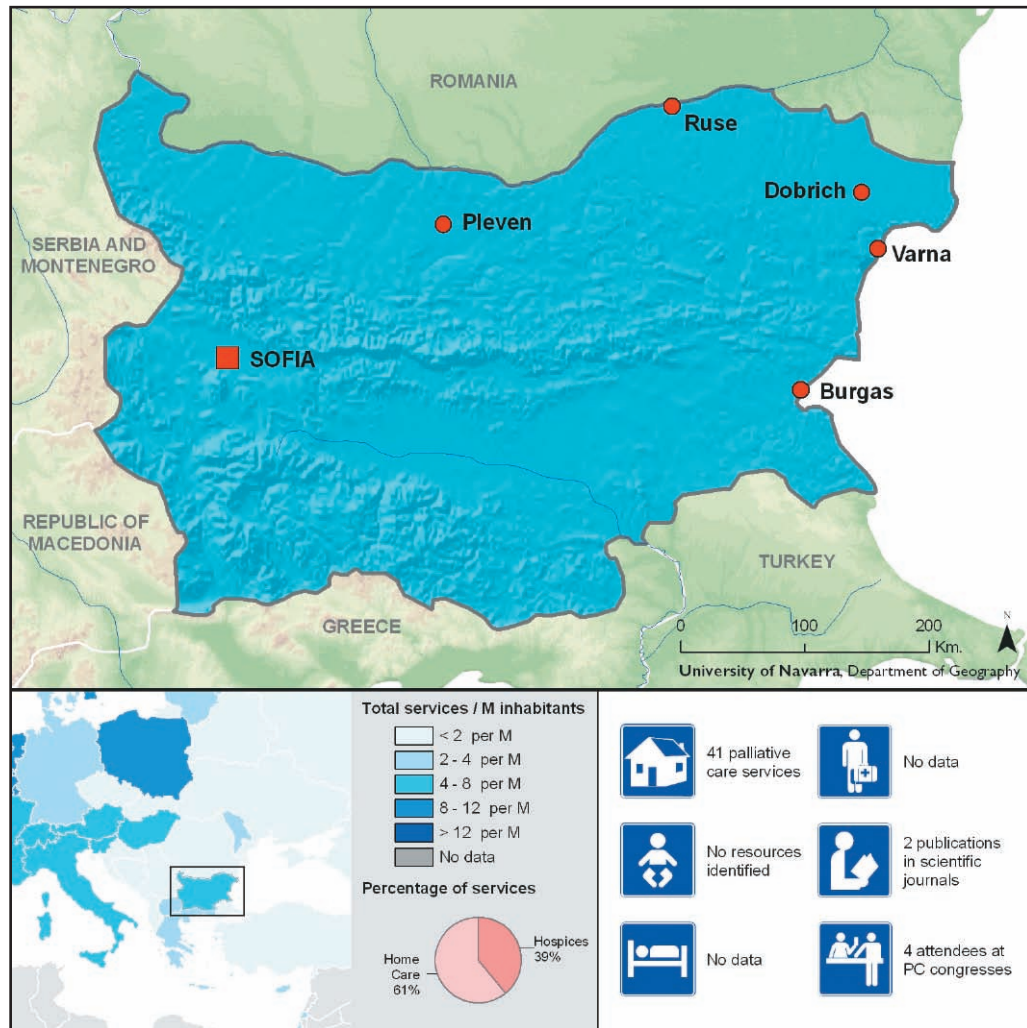 ROMANIA
Ruse
Dobrich
Pleven
SERBIA AND
MONTENEGRO
Varna
SOFIA
Burgas
REPUBLIC OF
MACEDONIA
TURKEY
GREECE
0 100 200
Km.
N
University of Navarra, Department of Geography
Total services / M inhabitants
< 2 per M
2 - 4 per M
4 - 8 per M
8 - 12 per M
> 12 per M
No data
Percentage of services
Hospices
39%
Home
Care
61%
41 palliative
care services
No data
No resources
identified
2 publications
in scientific
journals
No data
4 attendees at
PC congresses